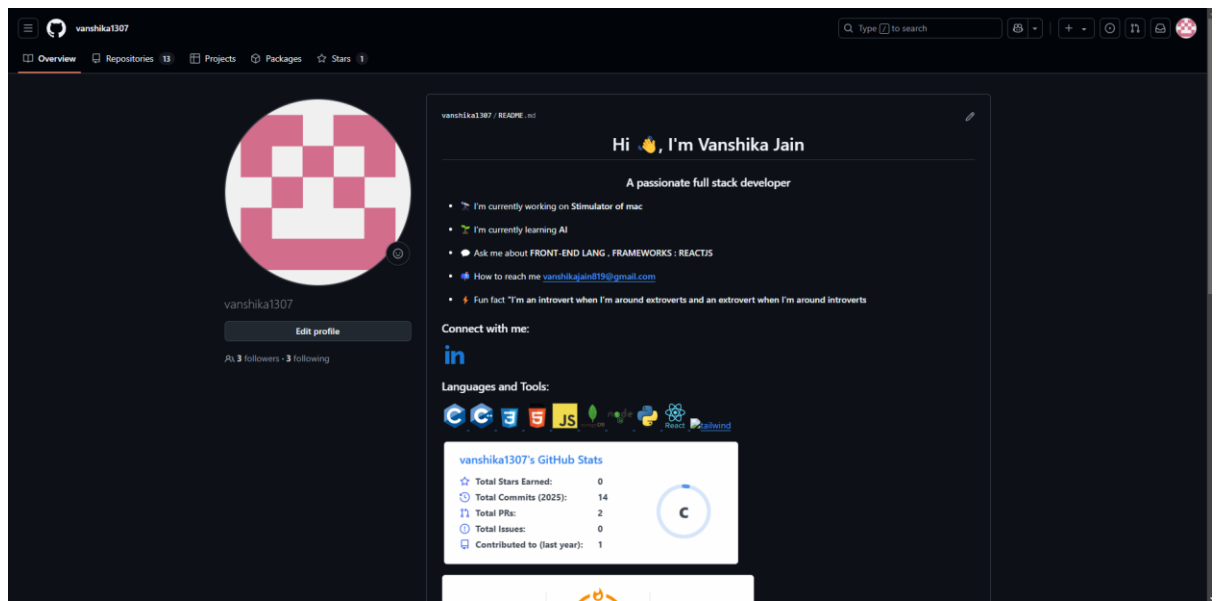 vanshika1307
Type / to search
Overview Repositories 13 Projects Packages Stars 1
vanshika1307 / README.md
Hi 👋, I'm Vanshika Jain
A passionate full stack developer
I'm currently working on Stimulator of mac
I'm currently learning AI
Ask me about FRONT-END LANG , FRAMEWORKS : REACTJS
How to reach me vanshikajain819@gmail.com
Fun fact "I'm an introvert when I'm around extroverts and an extrovert when I'm around introverts
vanshika1307
Edit profile
3 followers · 3 following
Connect with me:
in
Languages and Tools:
C C 3 5 JS node React tailwind
vanshika1307's GitHub Stats
Total Stars Earned: 0
Total Commits (2025): 14
Total PRs: 2
Total Issues: 0
Contributed to (last year): 1
C